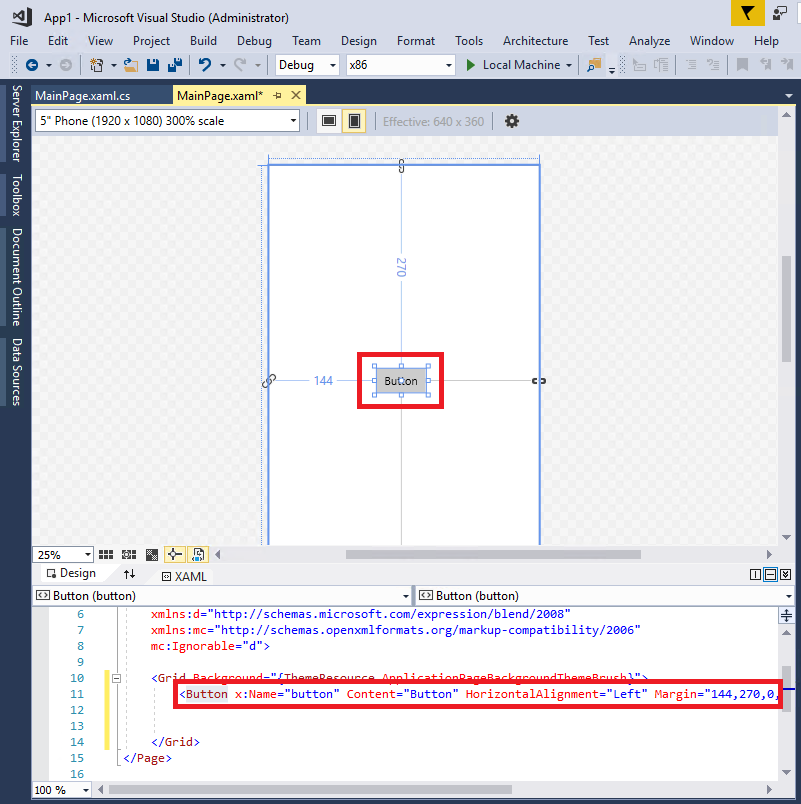 App1 - Microsoft Visual Studio (Administrator)
File Edit View Project Build Debug Team Design Format Tools Architecture Test Analyze Window Help
Debug x86 Local Machine
MainPage.xaml.cs MainPage.xaml*
5" Phone (1920 x 1080) 300% scale Effective: 640 x 360
Server Explorer
Toolbox
Document Outline
Data Sources
270
144
Button
25%
Design XAML
Button (button) Button (button)
6 xmlns:d="http://schemas.microsoft.com/expression/blend/2008"
7 xmlns:mc="http://schemas.openxmlformats.org/markup-compatibility/2006"
8 mc:Ignorable="d">
9
10 <Grid Background="{ThemeResource ApplicationPageBackgroundThemeBrush}">
11 <Button x:Name="button" Content="Button" HorizontalAlignment="Left" Margin="144,270,0,
12
13
14 </Grid>
15 </Page>
16
100 %